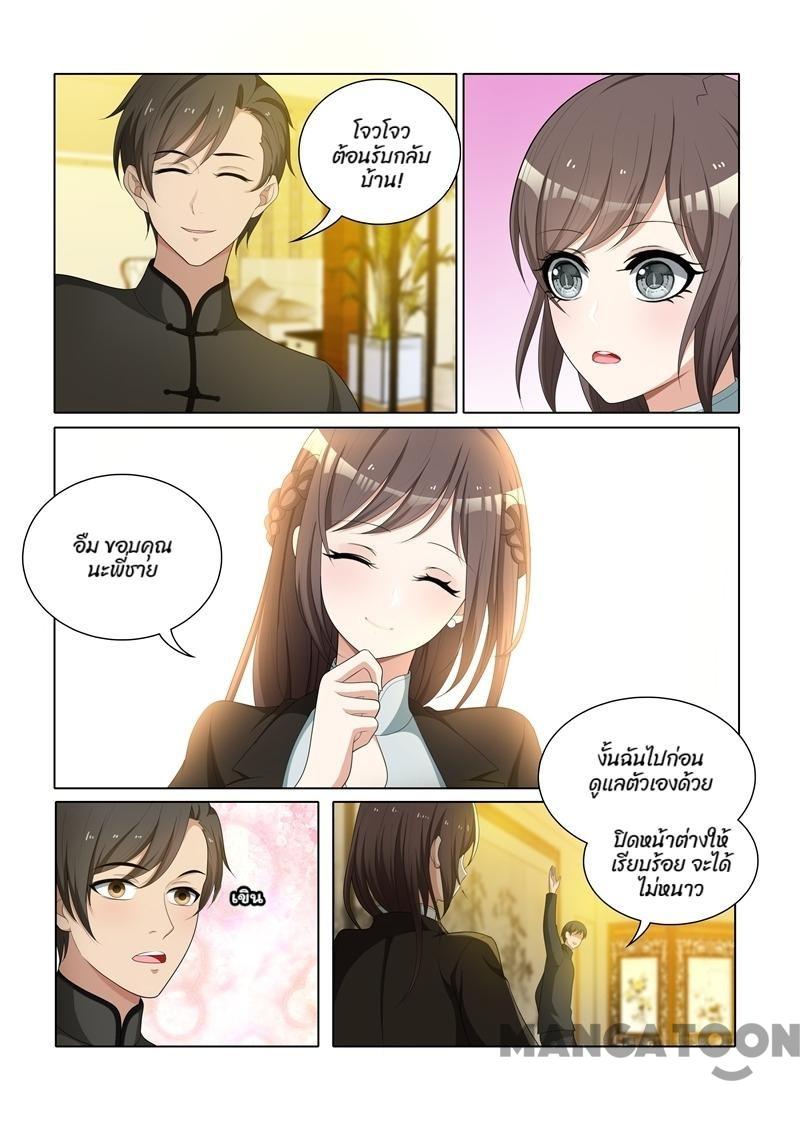 โจวโจว
ต้อนรับกลับ
บ้าน!
อืม ขอบคุณ
นะพี่ชาย
งั้นฉันไปก่อน
ดูแลตัวเองด้วย
ปิดหน้าต่างให้
เรียบร้อย จะได้
ไม่หนาว
เขิน
MANGATOON